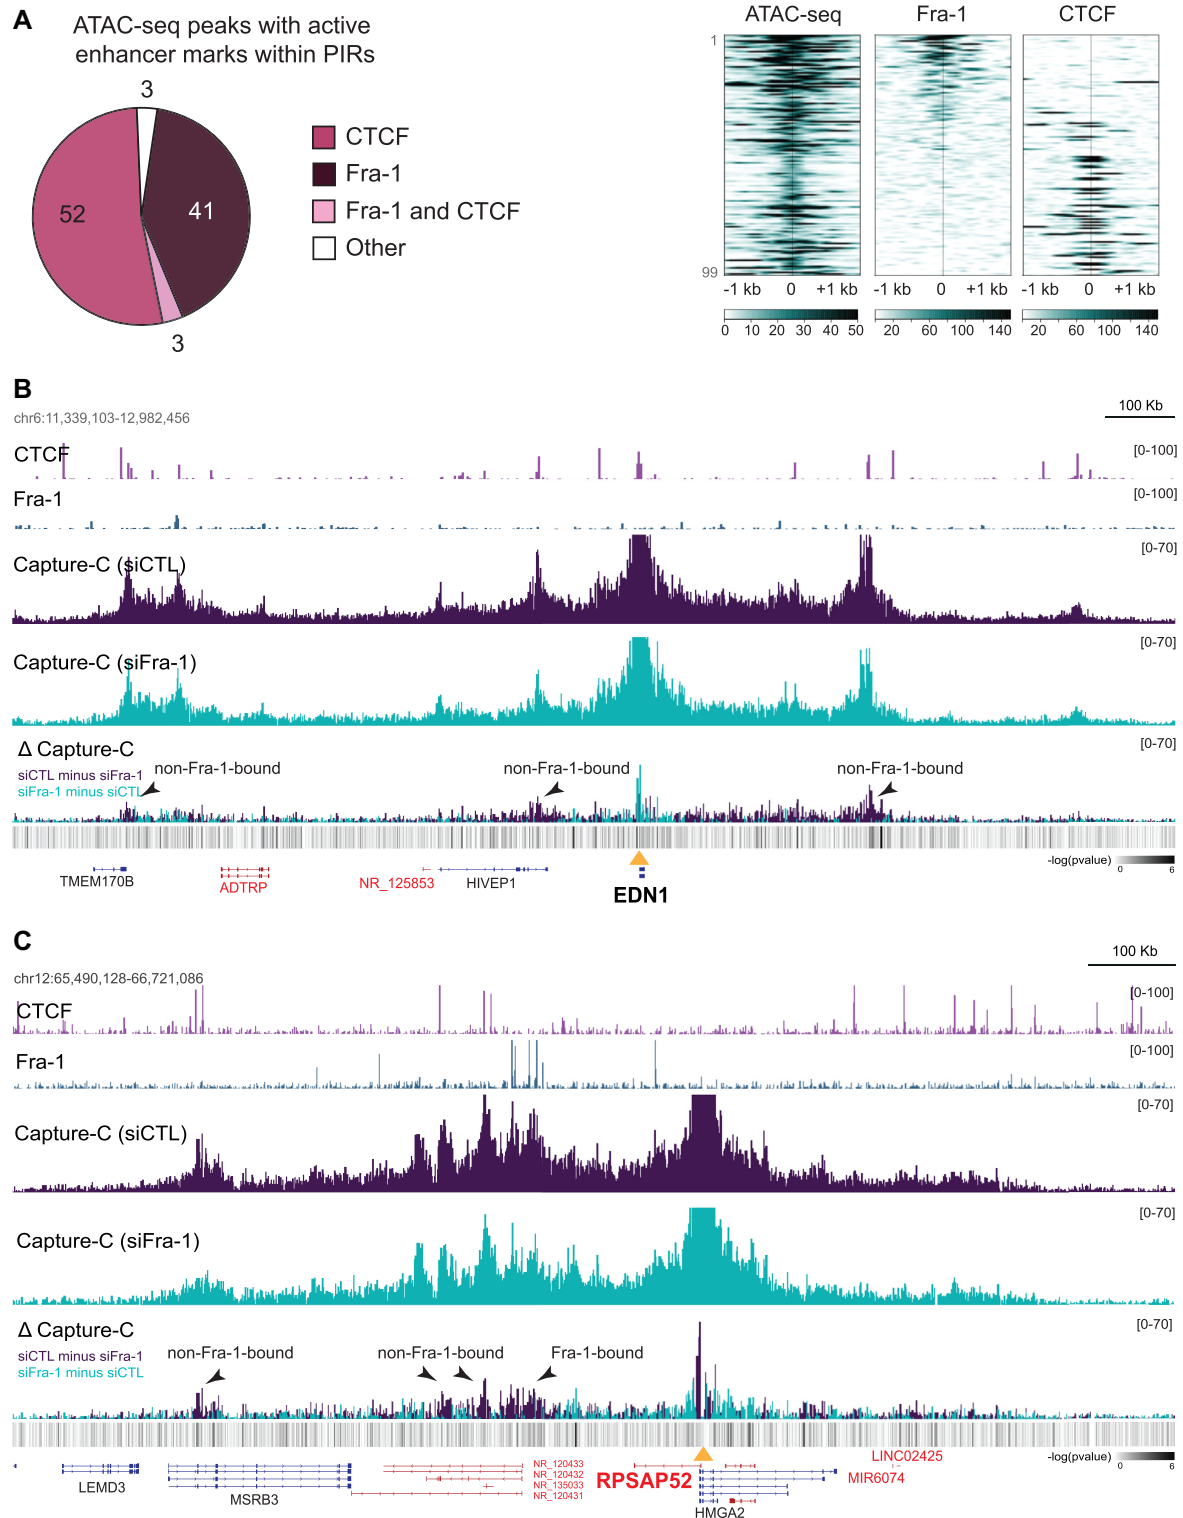 A
ATAC-seq peaks with active
enhancer marks within PIRs
3
52
41
3
CTCF
Fra-1
Fra-1 and CTCF
Other
ATAC-seq Fra-1 CTCF
1
99
-1 kb 0 +1 kb -1 kb 0 +1 kb -1 kb 0 +1 kb
0 10 20 30 40 50 20 60 100 140 20 60 100 150
B
100 Kb
chr6:11,339,103-12,982,456
CTCF
[0-100]
Fra-1
[0-100]
Capture-C (siCTL)
[0-70]
Capture-C (siFra-1)
[0-70]
Δ Capture-C
[0-70]
siCTL minus siFra-1
siFra-1 minus siCTL
non-Fra-1-bound non-Fra-1-bound non-Fra-1-bound
-log(pvalue)
0 6
TMEM170B ADTRP NR_125853 HIVEP1 EDN1
C
100 Kb
chr12:65,490,128-66,721,086
CTCF
[0-100]
Fra-1
[0-100]
Capture-C (siCTL)
[0-70]
Capture-C (siFra-1)
[0-70]
Δ Capture-C
[0-70]
siCTL minus siFra-1
siFra-1 minus siCTL
non-Fra-1-bound non-Fra-1-bound Fra-1-bound
-log(pvalue)
0 6
LEMD3
MSRB3
NR_120433
NR_120432
NR_135033
NR_120431
RPSAP52
HMGA2
LINC02425
MIR6074